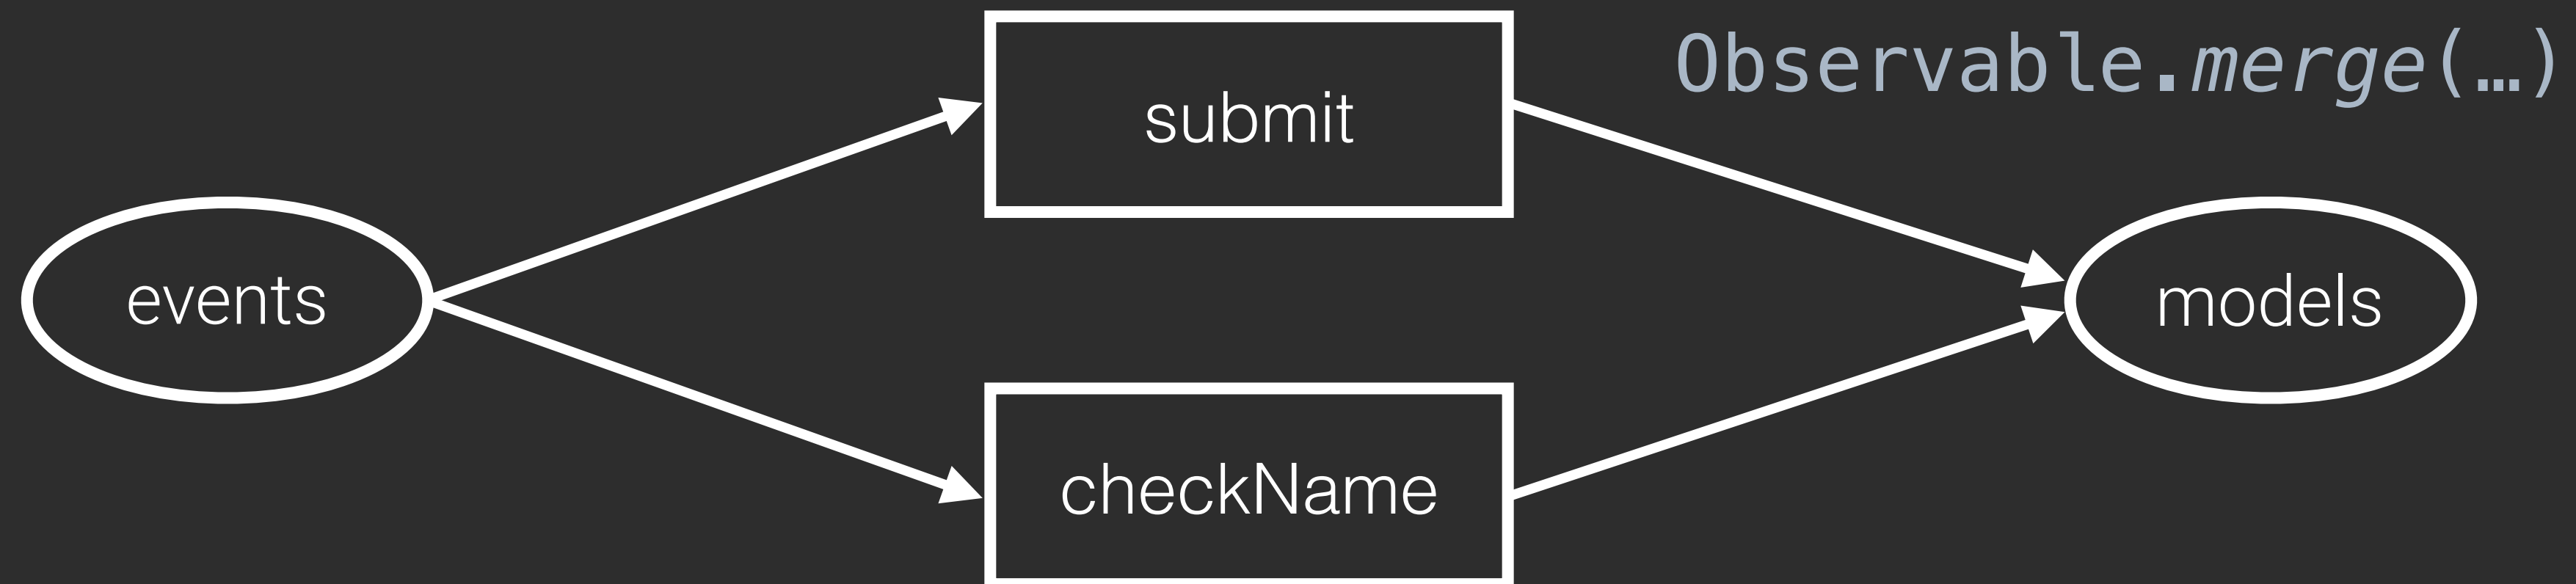 Observable.merge(…)
submit
events
models
checkName